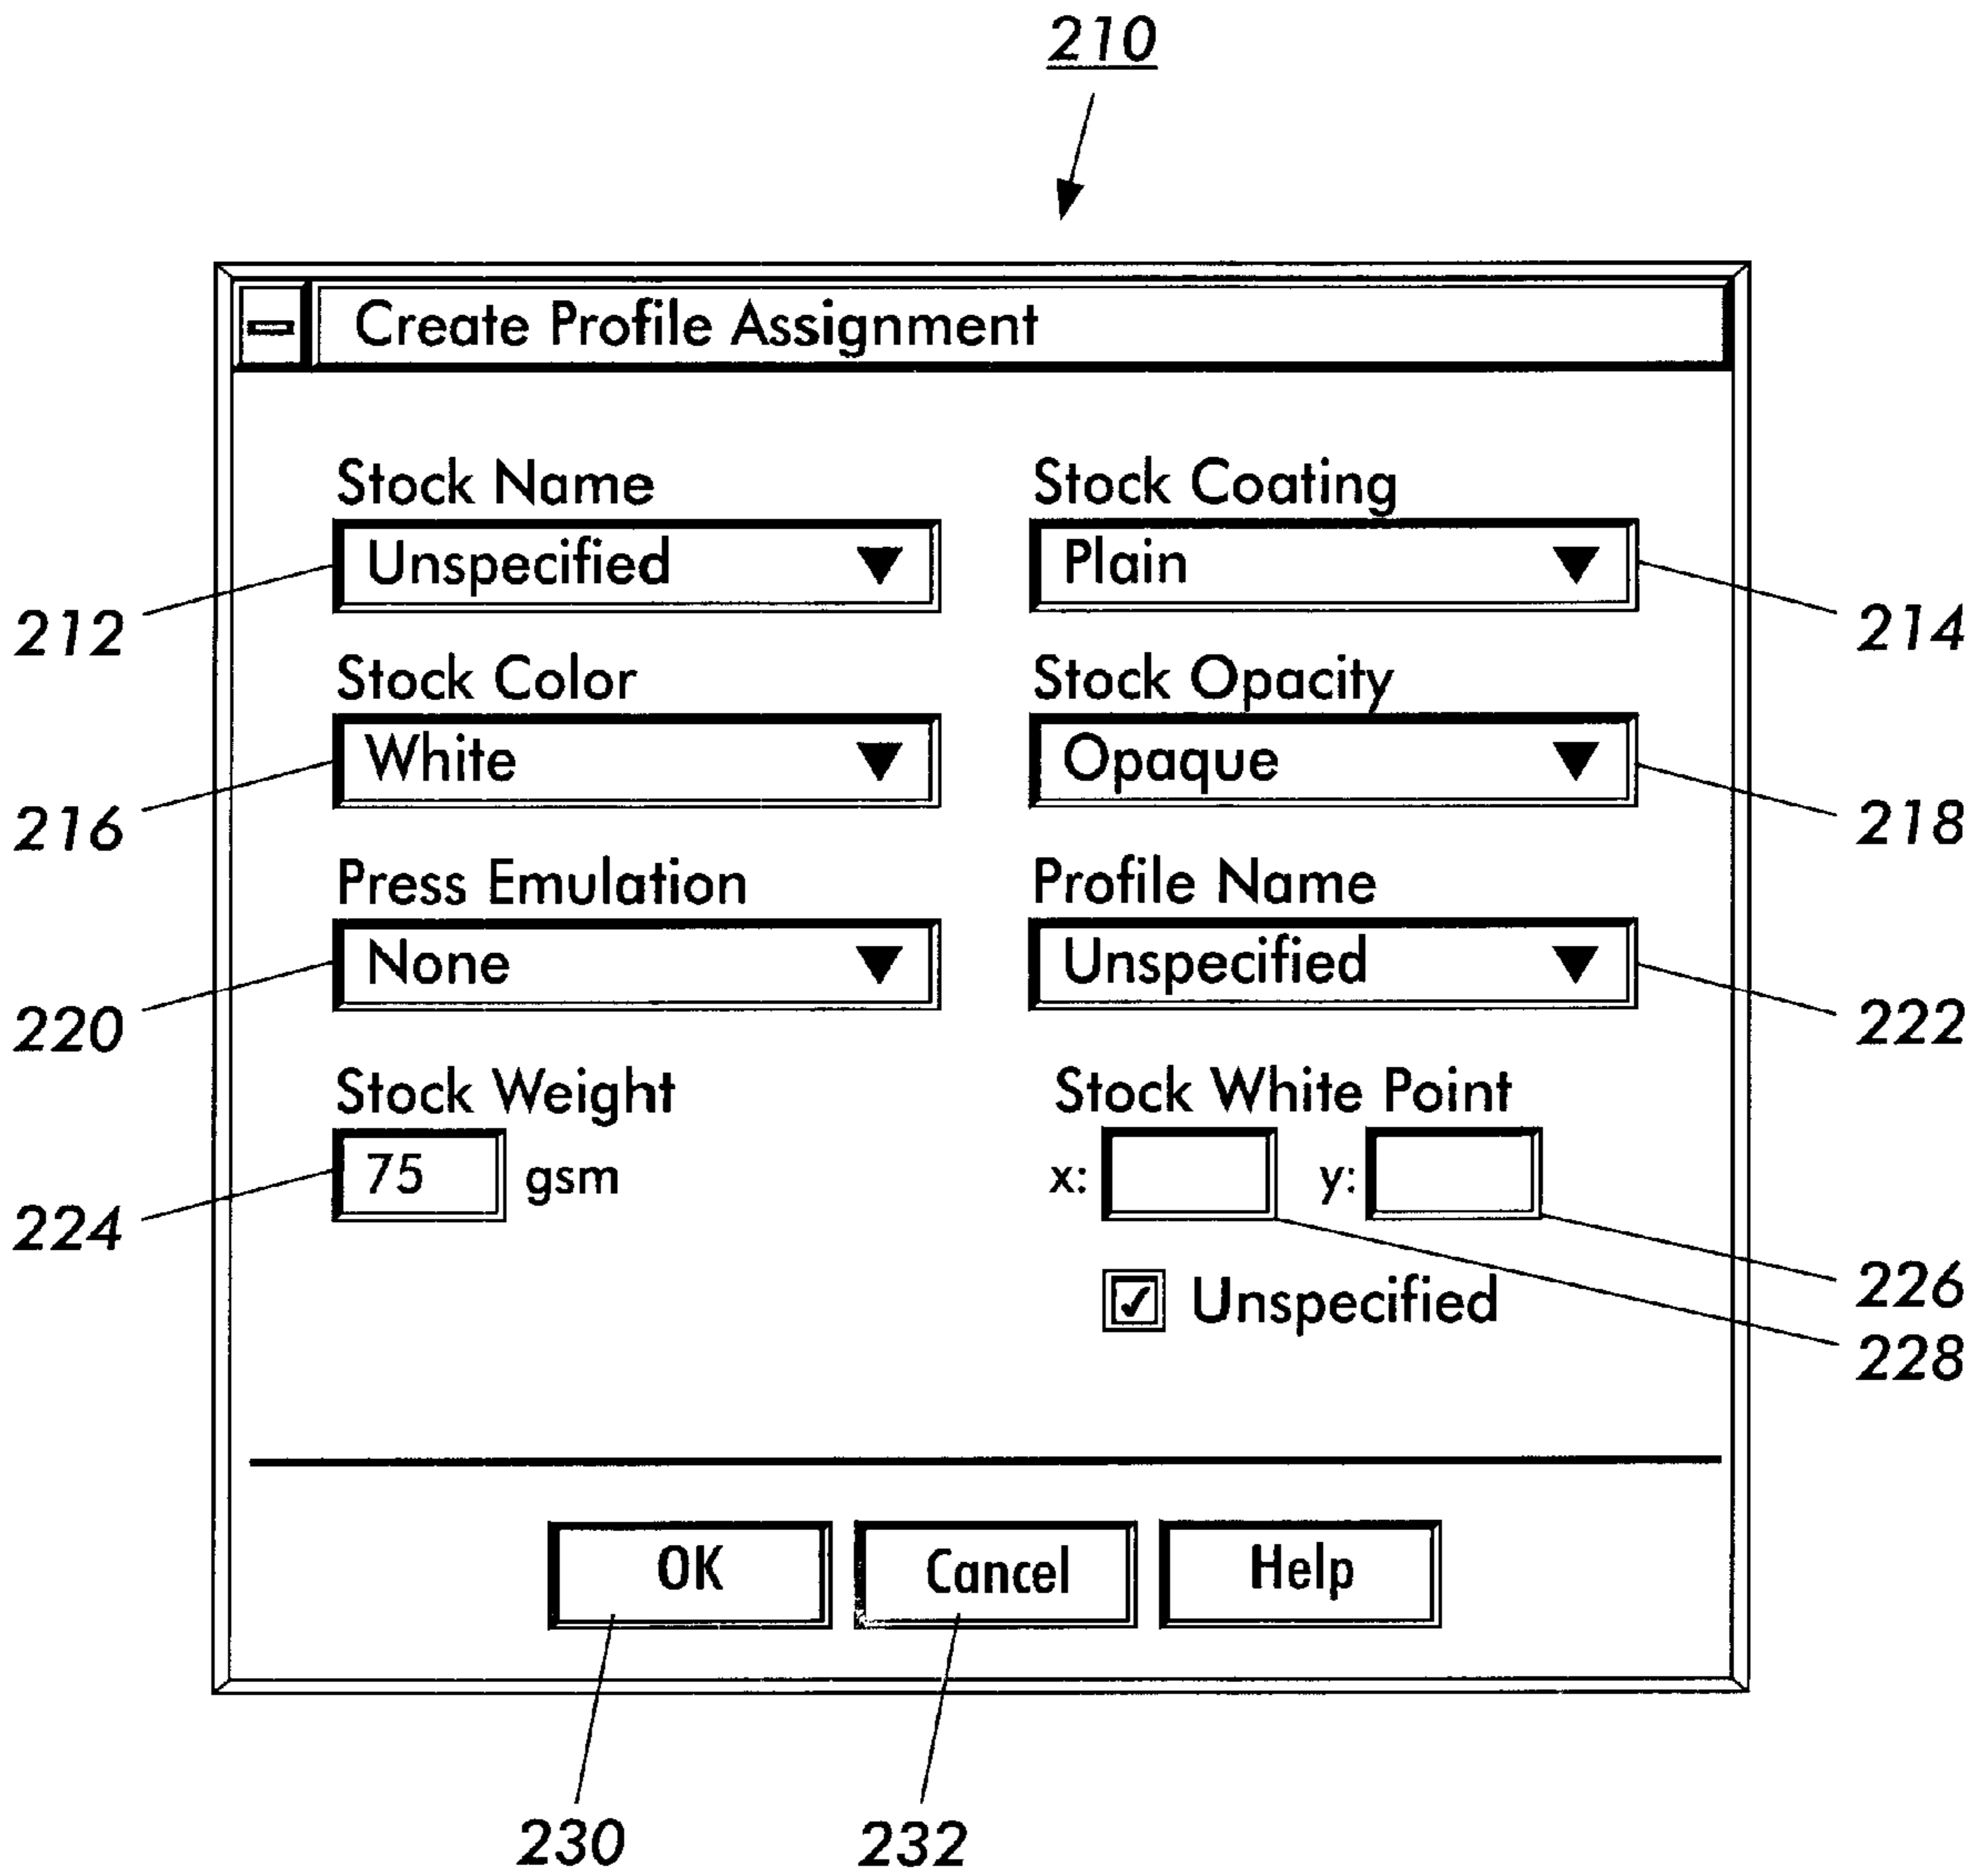 210
Create Profile Assignment
Stock Name Stock Coating
Unspecified Plain
212 214
Stock Color Stock Opacity
White Opaque
216 218
Press Emulation Profile Name
None Unspecified
220 222
Stock Weight Stock White Point
75 gsm x: y:
224
226
Unspecified
228
OK Cancel Help
230 232